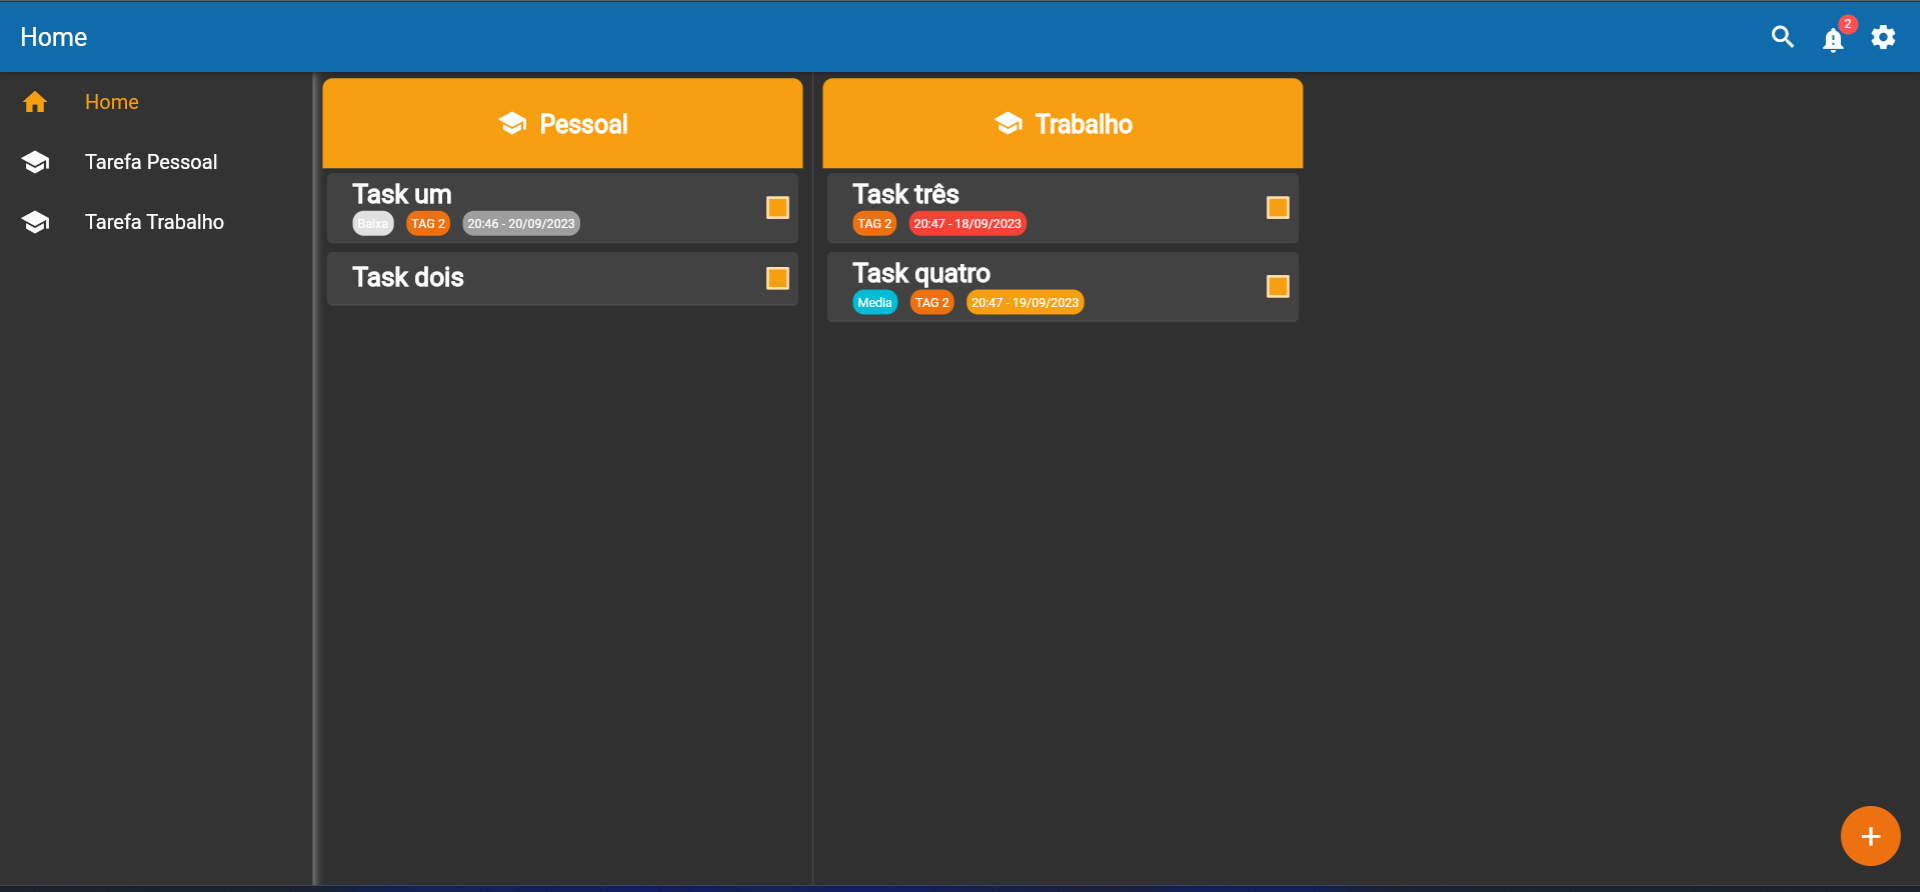 Home
2
Home
Tarefa Pessoal
Tarefa Trabalho
Pessoal
Task um
Baixa TAG 2 20:46 - 20/09/2023
Task dois
Trabalho
Task três
TAG 2 20:47 - 18/09/2023
Task quatro
Media TAG 2 20:47 - 19/09/2023